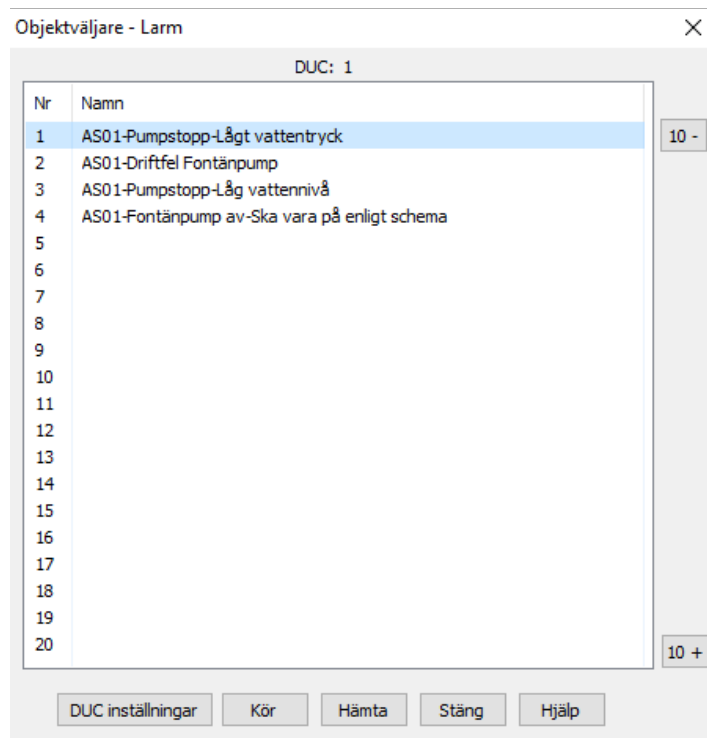 Objektväljare - Larm
DUC: 1
Nr Namn
1 AS01-Pumpstopp-Lågt vattentryck
10 -
2 AS01-Driftfel Fontänpump
3 AS01-Pumpstopp-Låg vattennivå
4 AS01-Fontänpump av-Ska vara på enligt schema
5
6
7
8
9
10
11
12
13
14
15
16
17
18
19
20
10 +
DUC inställningar Kör Hämta Stäng Hjälp